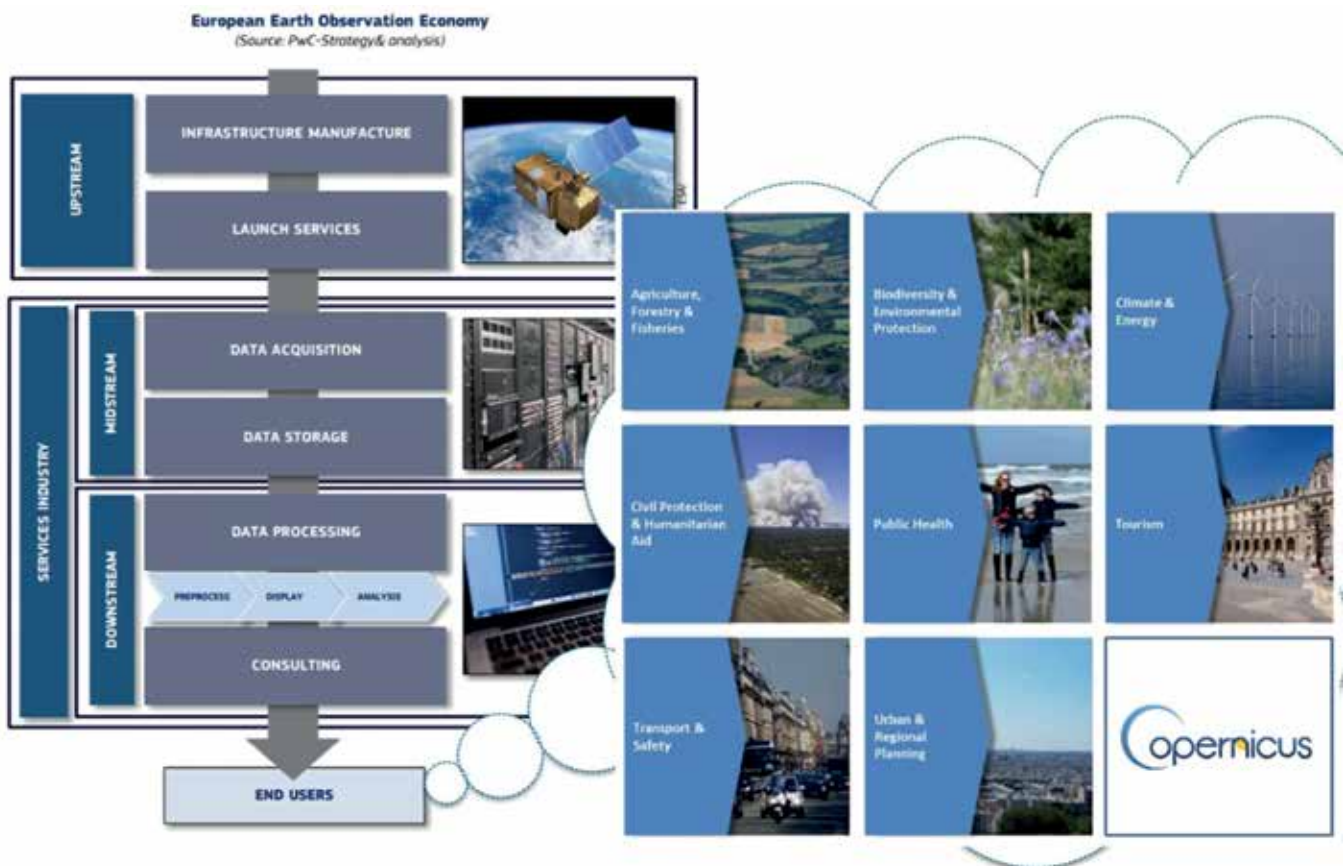 European Earth Observation Economy
(Source: PwC-Strategy& analysis)
UPSTREAM
INFRASTRUCTURE MANUFACTURE
LAUNCH SERVICES
ESA
SERVICES INDUSTRY
MIDSTREAM
DATA ACQUISITION
DATA STORAGE
DOWNSTREAM
DATA PROCESSING
PREPROCESS
DISPLAY
ANALYSIS
CONSULTING
END USERS
Agriculture,
Forestry &
Fisheries
Biodiversity &
Environmental
Protection
Climate &
Energy
Civil Protection
& Humanitarian
Aid
Public Health
Tourism
Transport &
Safety
Urban &
Regional
Planning
Copernicus